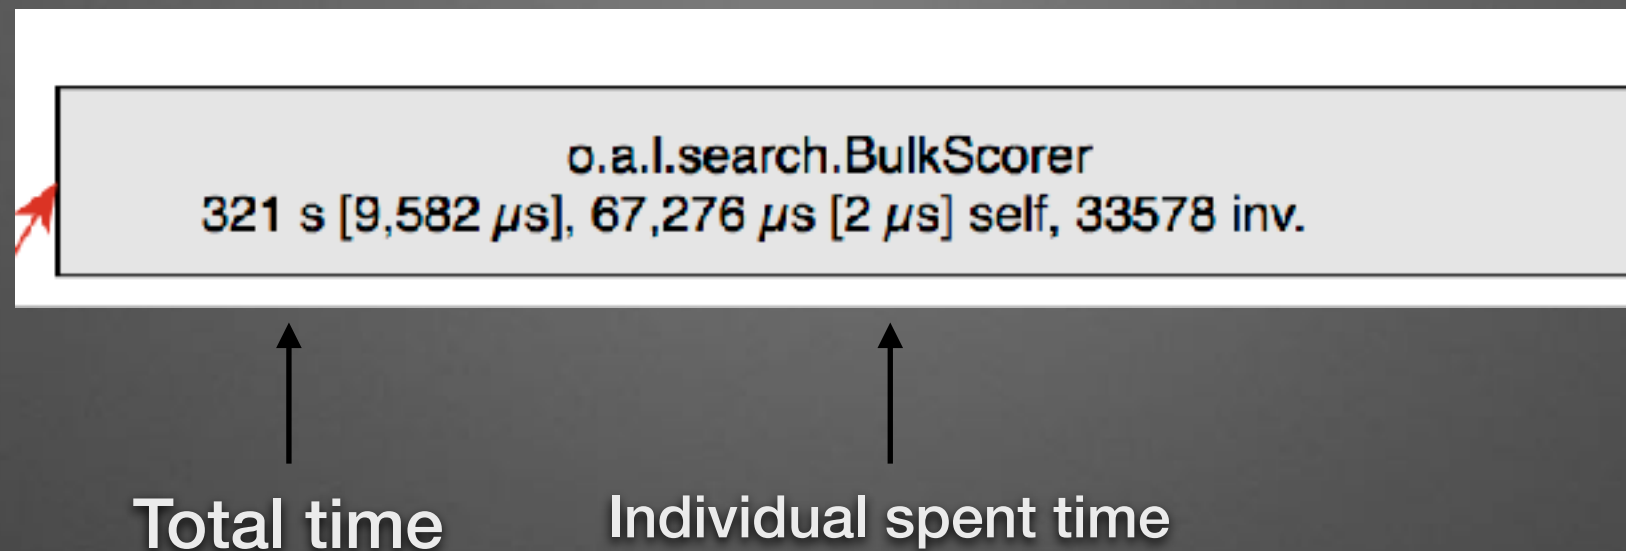 o.a.l.search.BulkScorer
321 s [9,582 µs], 67,276 µs [2 µs] self, 33578 inv.
Total time
Individual spent time